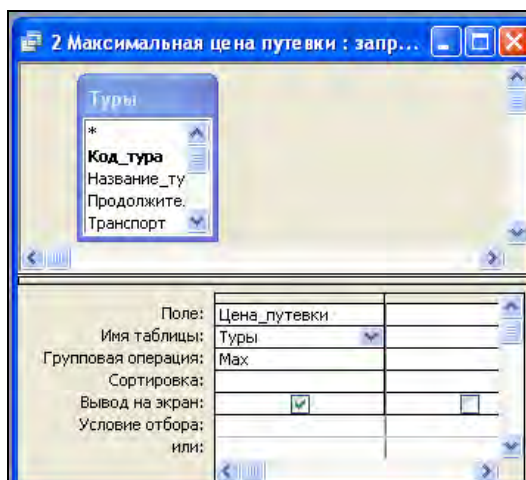 2 Максимальная цена путевки : запр...
Туры
*
Код_тура
Название_ту
Продолжите.
Транспорт
Поле: Цена_путевки
Имя таблицы: Туры
Групповая операция: Max
Сортировка:
Вывод на экран:
Условие отбора:
или: